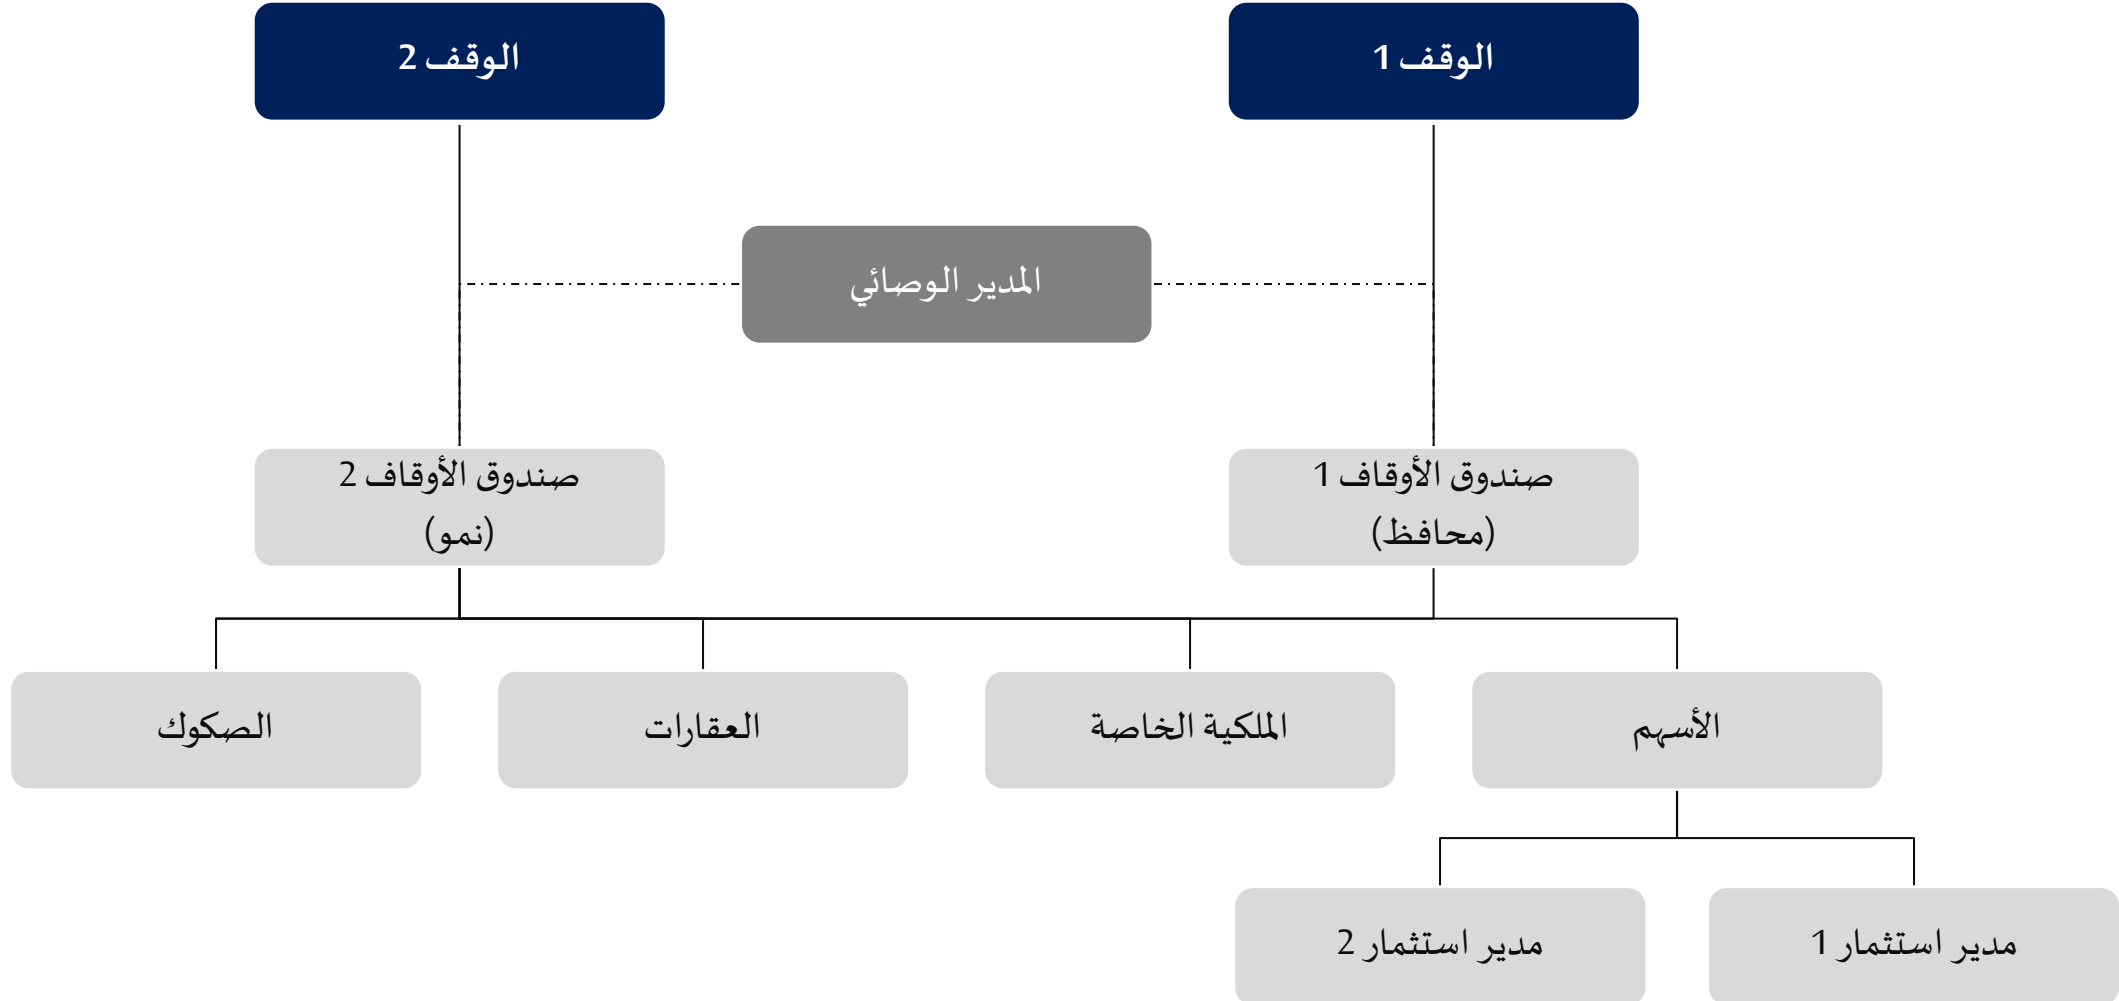 الوقف 1
الوقف 2
المدير الوصائي
صندوق الأوقاف 1
(محافظ)
صندوق الأوقاف 2
(نمو)
الأسهم
الملكية الخاصة
العقارات
الصكوك
مدير استثمار 1
مدير استثمار 2